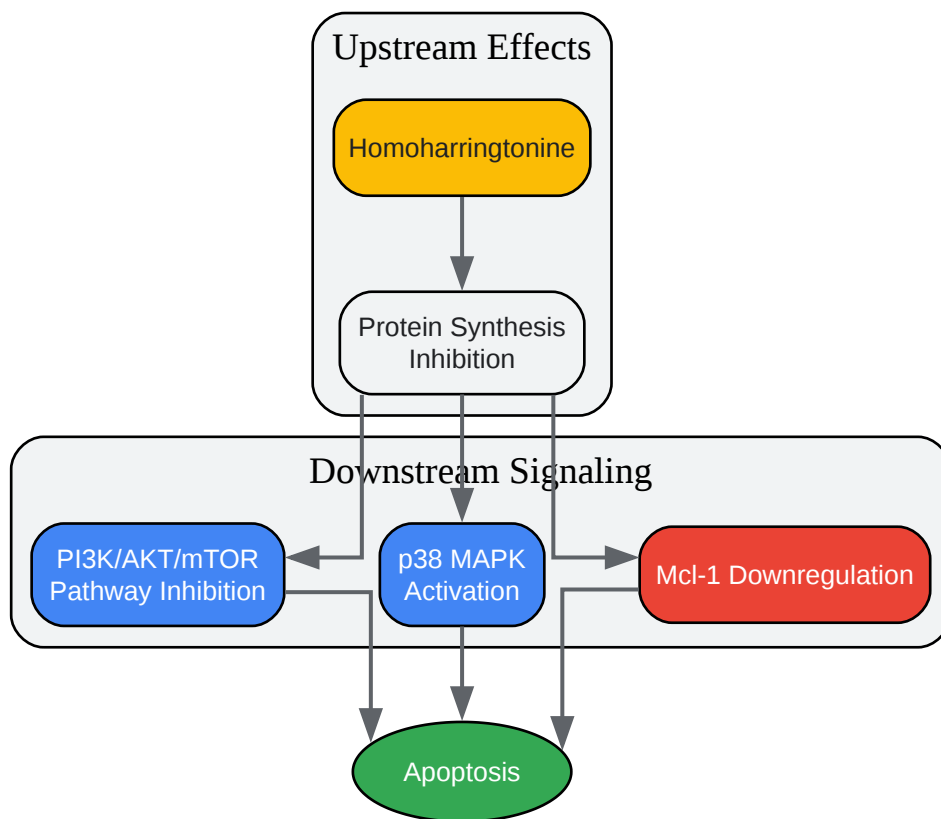 Upstream Effects
Homoharringtonine
Protein Synthesis
Inhibition
Downstream Signaling
PI3K/AKT/mTOR
Pathway Inhibition
p38 MAPK
Activation
Mcl-1 Downregulation
Apoptosis